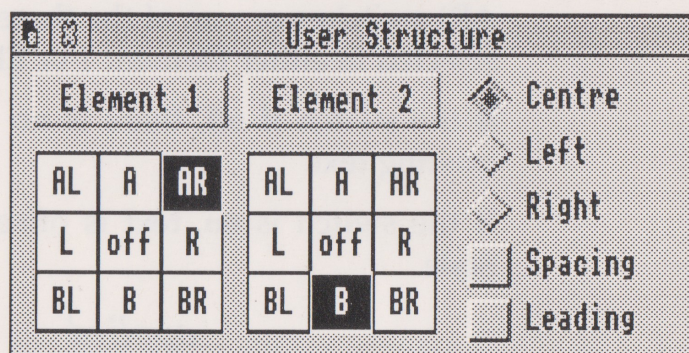 User Structure
Element 1 Element 2 Centre
Left
Right
Spacing
Leading
AL A AR AL A AR
L off R L off R
BL B BR BL B BR